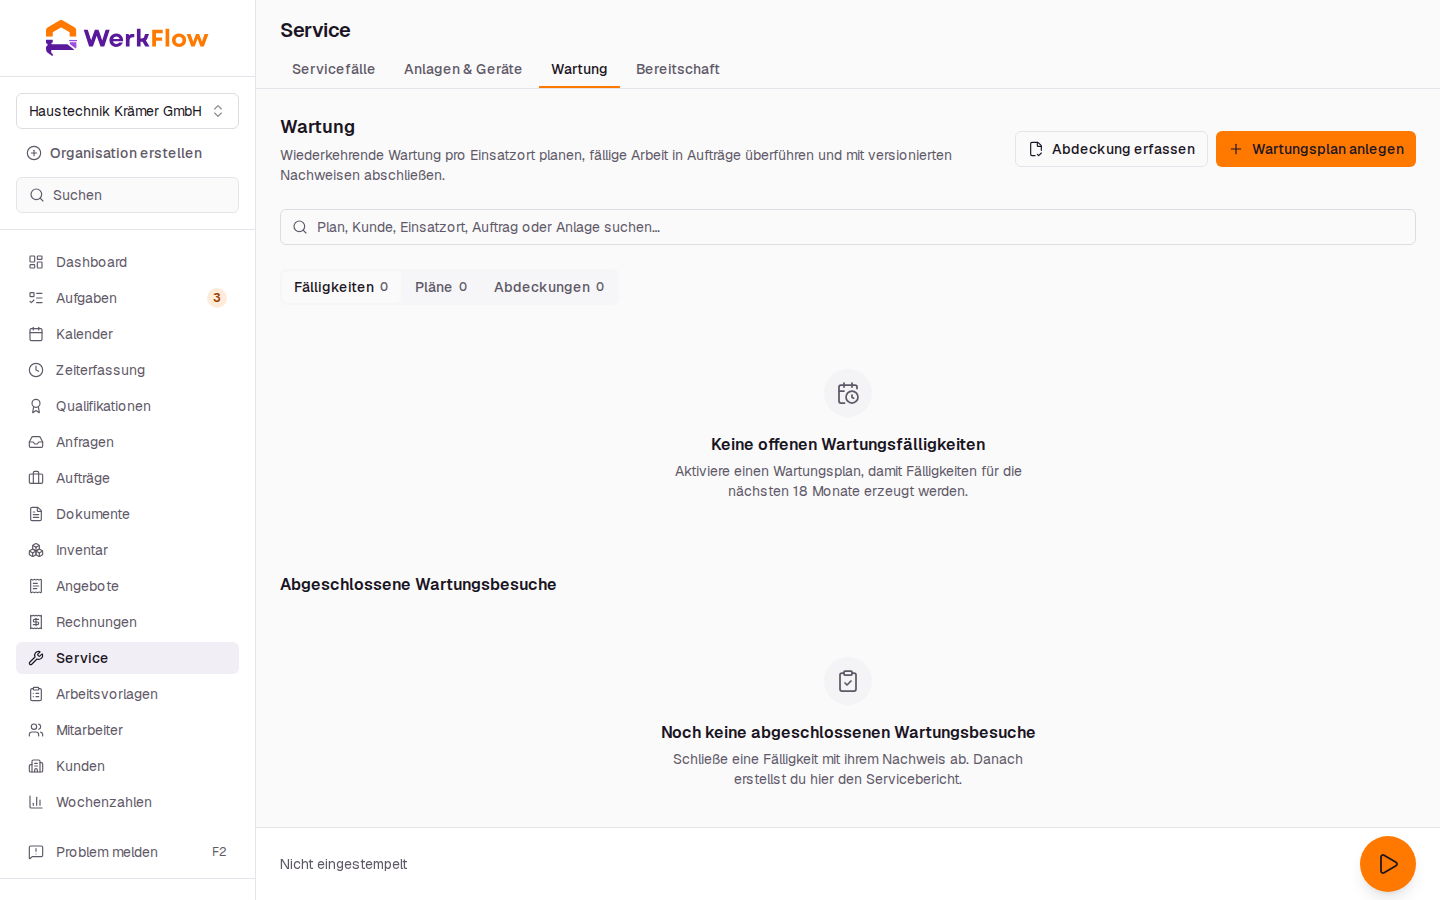 WerkFlow
Haustechnik Krämer GmbH
Organisation erstellen
Suchen
Dashboard
Aufgaben 3
Kalender
Zeiterfassung
Qualifikationen
Anfragen
Aufträge
Dokumente
Inventar
Angebote
Rechnungen
Service
Arbeitsvorlagen
Mitarbeiter
Kunden
Wochenzahlen
Problem melden F2
Service
Servicefälle Anlagen & Geräte Wartung Bereitschaft
Wartung
Wiederkehrende Wartung pro Einsatzort planen, fällige Arbeit in Aufträge überführen und mit versionierten
Nachweisen abschließen.
Abdeckung erfassen
Wartungsplan anlegen
Plan, Kunde, Einsatzort, Auftrag oder Anlage suchen…
Fälligkeiten 0 Pläne 0 Abdeckungen 0
Keine offenen Wartungsfälligkeiten
Aktiviere einen Wartungsplan, damit Fälligkeiten für die
nächsten 18 Monate erzeugt werden.
Abgeschlossene Wartungsbesuche
Noch keine abgeschlossenen Wartungsbesuche
Schließe eine Fälligkeit mit ihrem Nachweis ab. Danach
erstellst du hier den Servicebericht.
Nicht eingestempelt